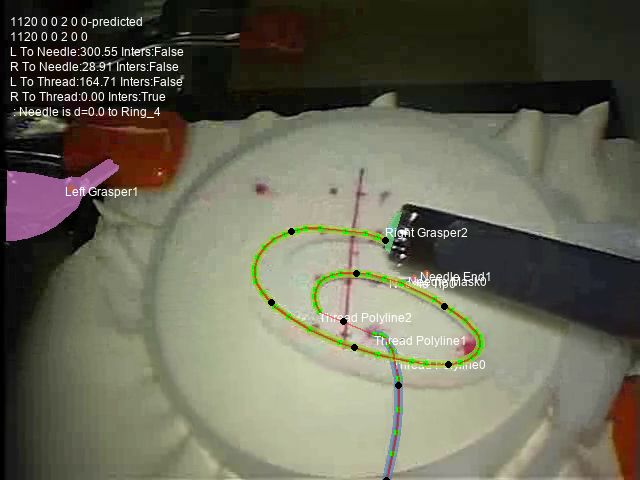 1120 0 0 2 0 0-predicted
1120 0 0 2 0 0
L To Needle:300.55 Inters:False
R To Needle:28.91 Inters:False
L To Thread:164.71 Inters:False
R To Thread:0.00 Inters:True
: Needle is d=0.0 to Ring_4
Left Grasper1
Right Grasper2
Needle End1
Thread Polyline2
Thread Polyline1
Thread Polyline0